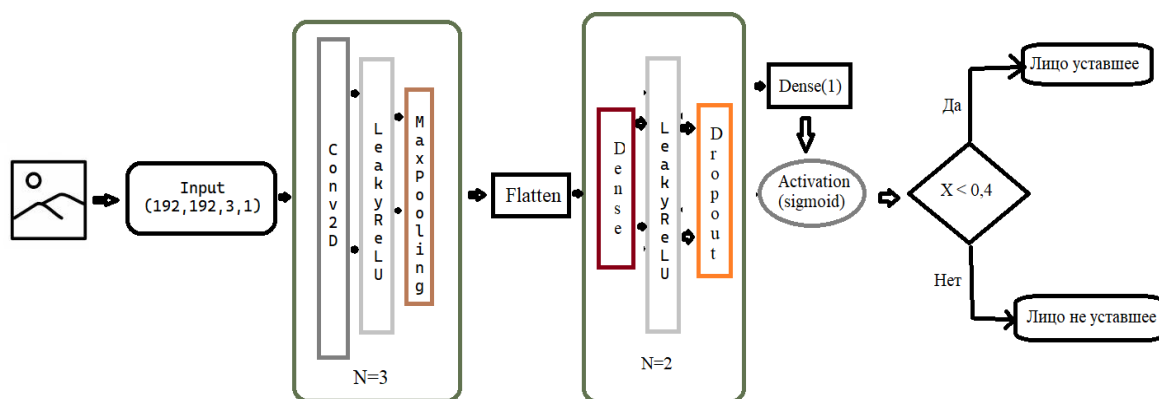 Input
(192,192,3,1)
Conv2D
LeakyReLU
MaxPooling
N=3
Flatten
Dense
LeakyReLU
Dropout
N=2
Dense(1)
Activation
(sigmoid)
X < 0,4
Да
Лицо уставшее
Нет
Лицо не уставшее